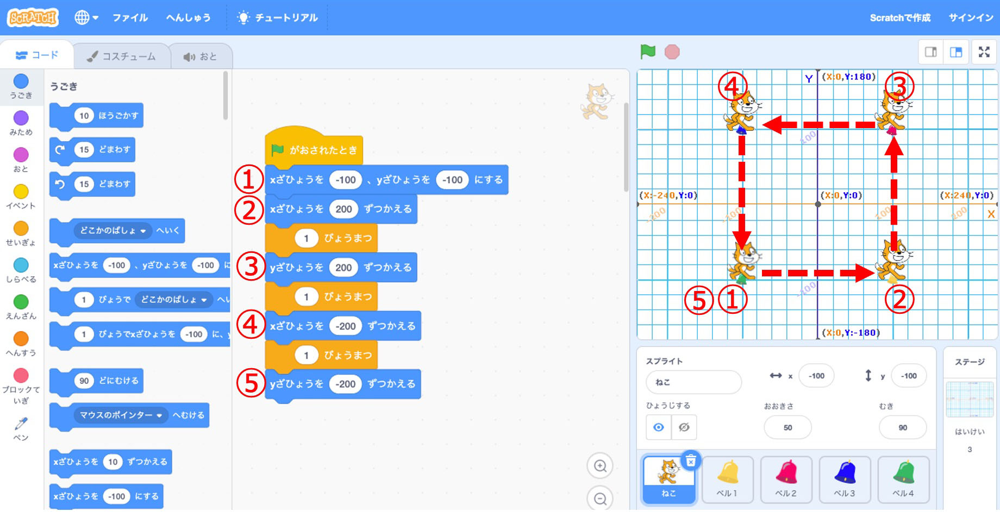 SCRATCH
ファイル
へんしゅう
チュートリアル
Scratchで作成
サインイン
コード
コスチューム
おと
うごき
みため
おと
イベント
せいぎょ
しらべる
えんざん
へんすう
ブロックて
いぎ
ペン
うごき
10 ほうごかす
15 どまわす
15 どまわす
どこかのばしょ へいく
xざひょうを -100 、yざひょうを -100 に
1 びょうで どこかのばしょ へい
1 びょうでxざひょうを -100 に、y
90 どにむける
マウスのポインター へむける
xざひょうを 10 ずつかえる
xざひょうを -100 にする
がおされたとき
① xざひょうを -100 、yざひょうを -100 にする
② xざひょうを 200 ずつかえる
1 びょうまつ
③ yざひょうを 200 ずつかえる
1 びょうまつ
④ xざひょうを -200 ずつかえる
1 びょうまつ
⑤ yざひょうを -200 ずつかえる
④
Y
(X:0,Y:180)
③
100
(X:-240,Y:0)
(X:0,Y:0)
(X:240,Y:0)
-200
-100
100
200
X
-100
⑤
①
②
(X:0,Y:-180)
スプライト
ねこ
x -100
y -100
ひょうじする
おおきさ
50
むき
90
ねこ
ベル1
ベル2
ベル3
ベル4
ステージ
はいけい
3